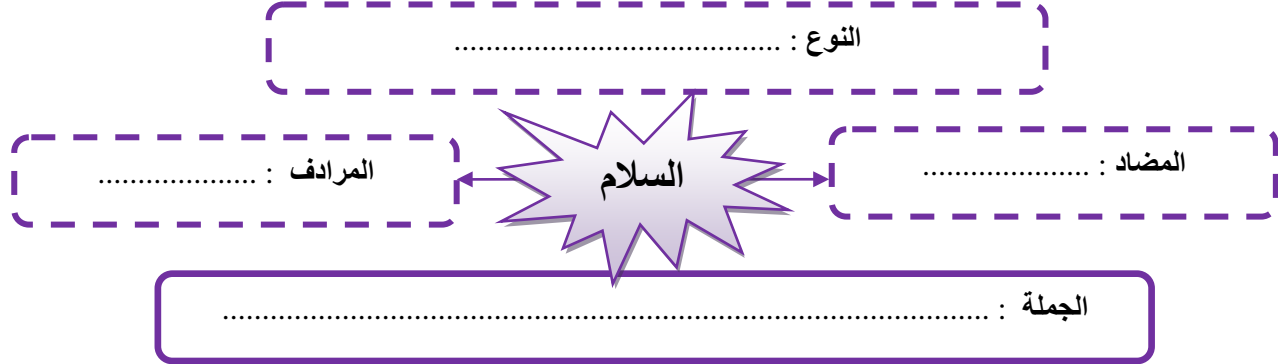 النوع : .........................................
المضاد : .....................
السلام
المرادف : ....................
الجملة : ................................................................................................